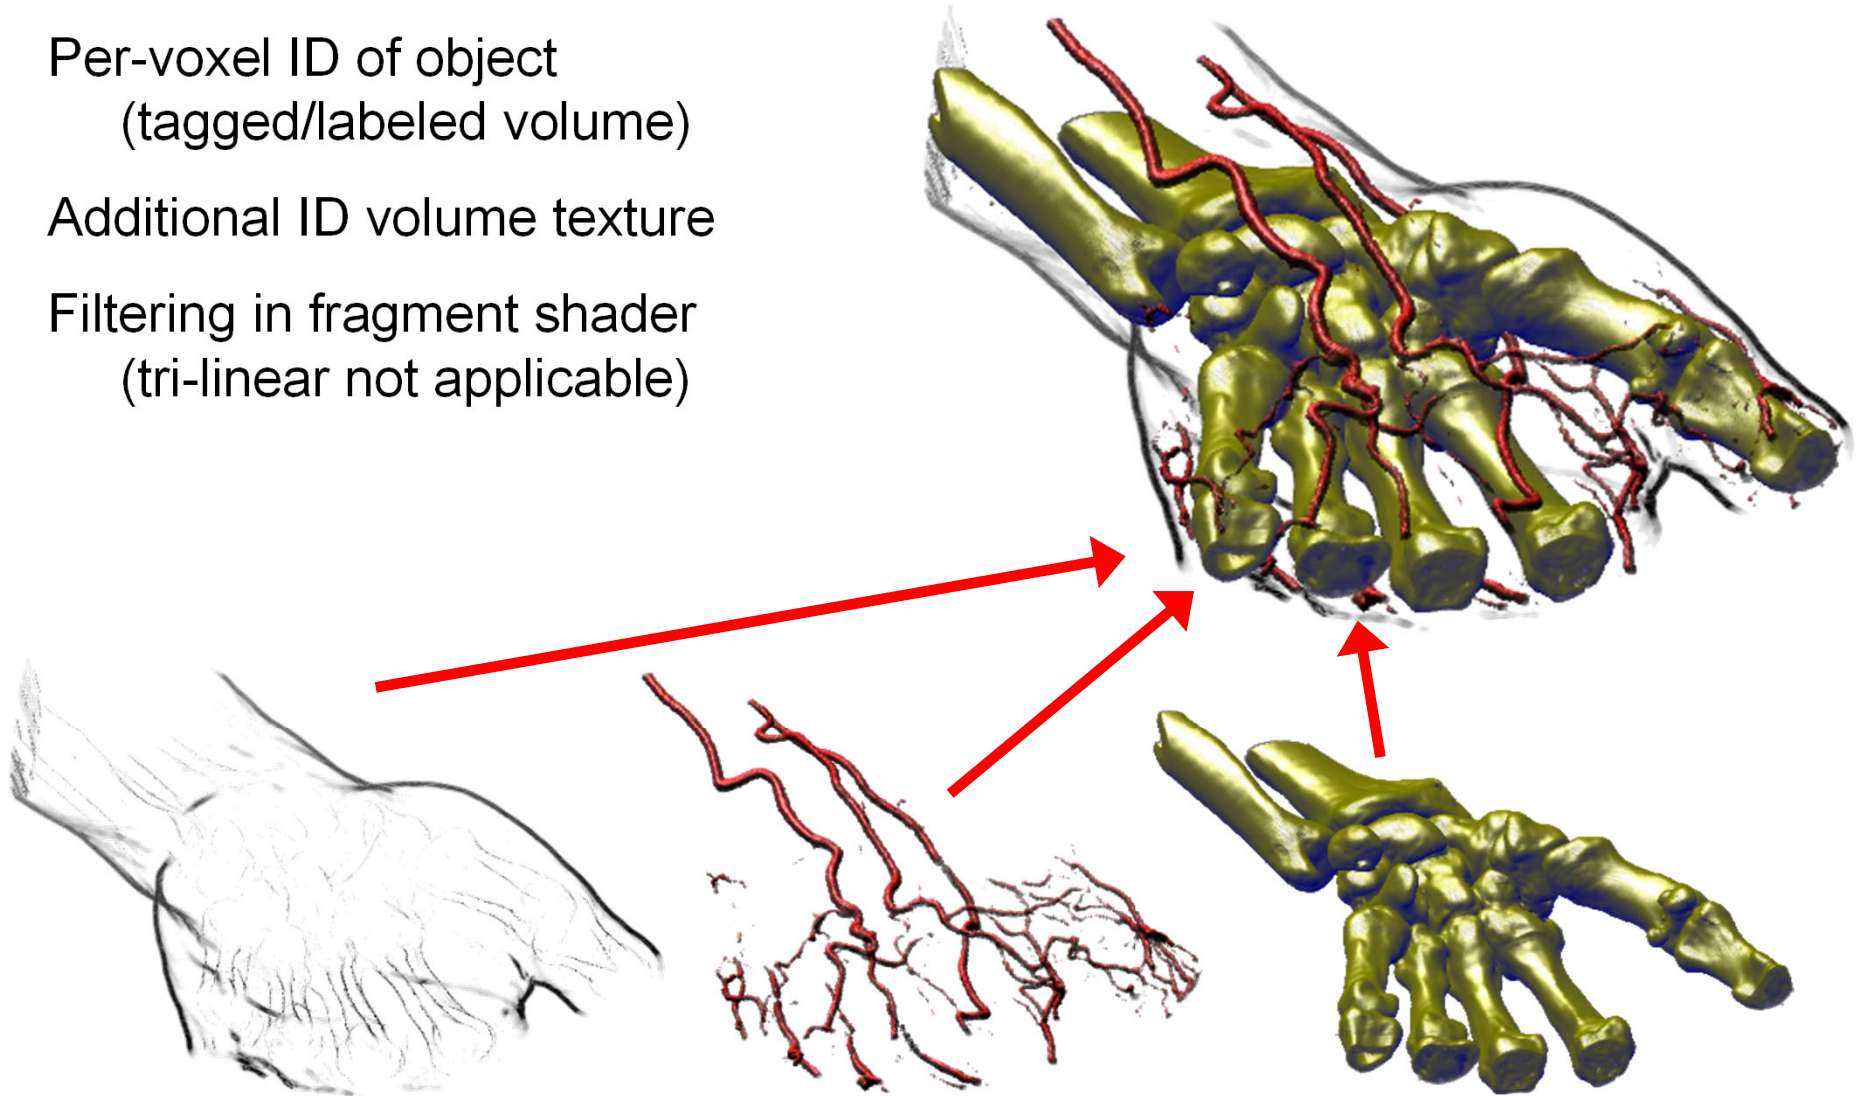 Per-voxel ID of object
(tagged/labeled volume)
Additional ID volume texture
Filtering in fragment shader
(tri-linear not applicable)